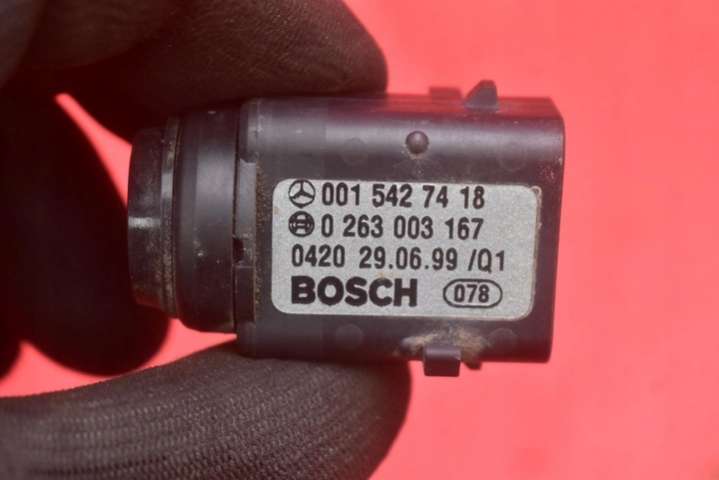 001 542 74 18
0 263 003 167
0420 29.06.99 /Q1
BOSCH 078